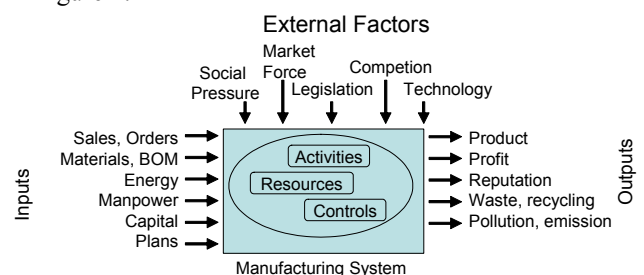 External Factors
Market
Force
Social
Pressure
Legislation
Competion
Technology
Inputs
Sales, Orders
Materials, BOM
Energy
Manpower
Capital
Plans
Activities
Resources
Controls
Product
Profit
Reputation
Waste, recycling
Pollution, emission
Outputs
Manufacturing System